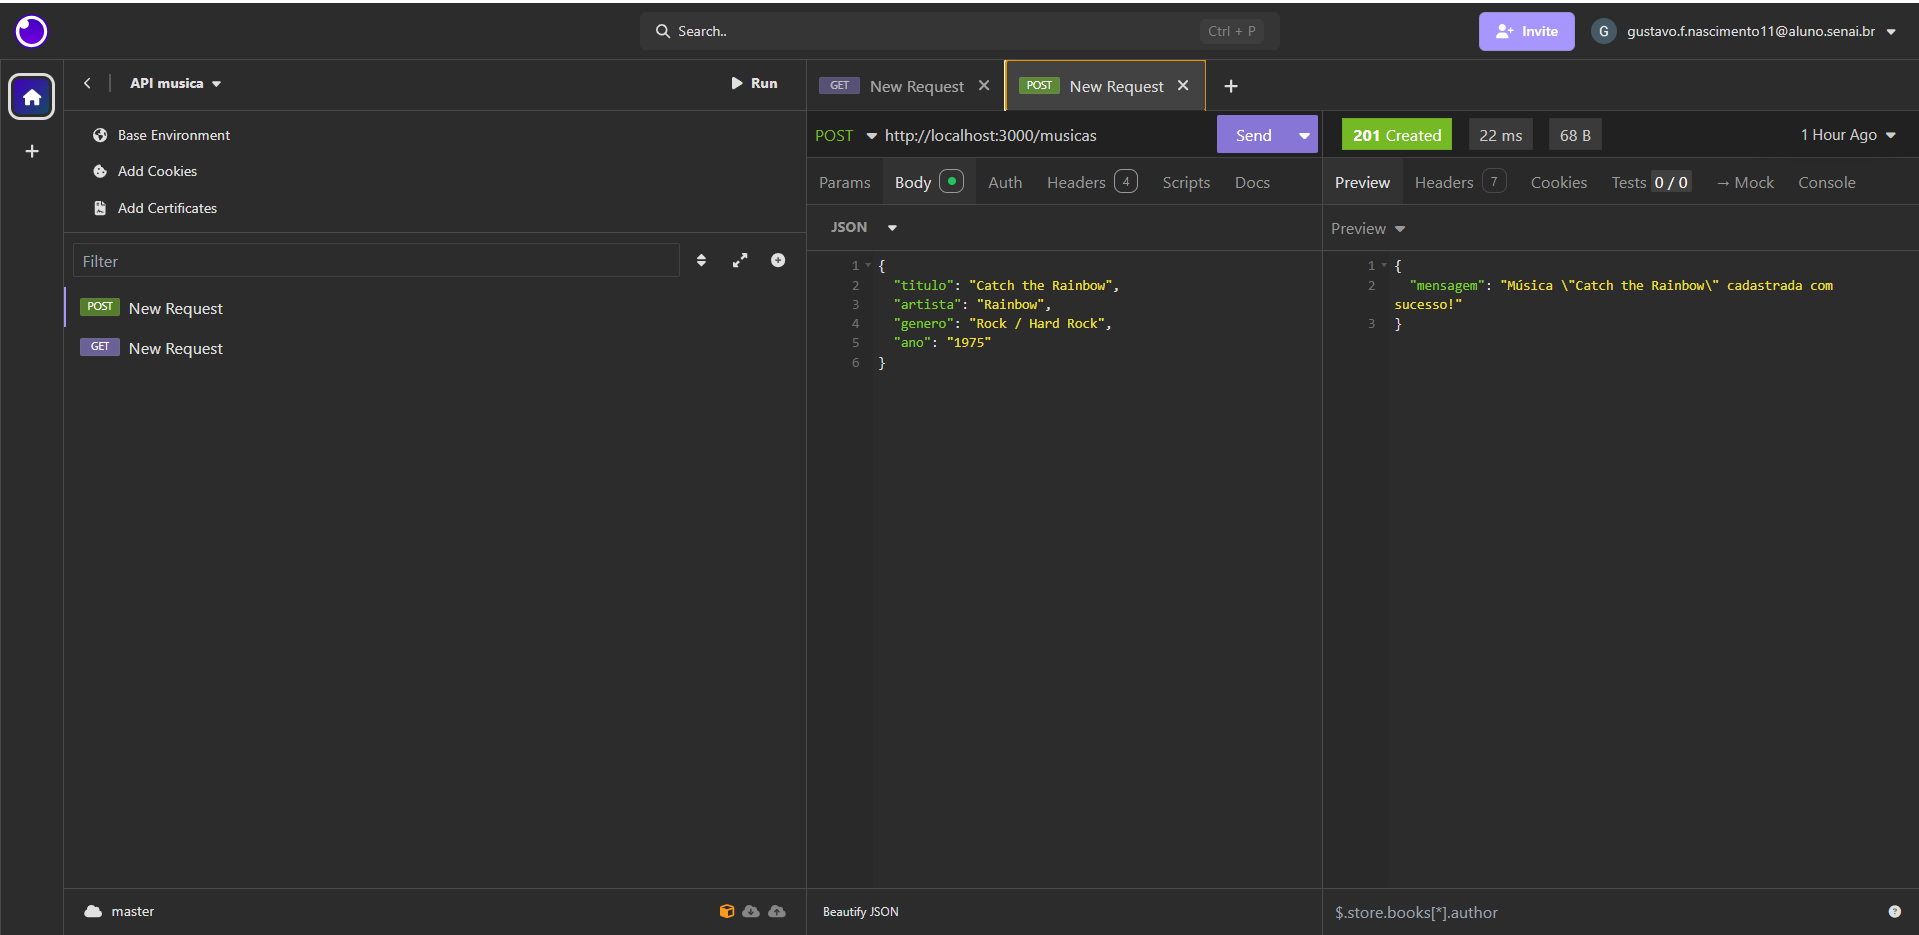 Search..
Ctrl + P
Invite
G
gustavo.f.nascimento11@aluno.senai.br
API musica
Run
Base Environment
Add Cookies
Add Certificates
Filter
POST New Request
GET New Request
master
GET New Request
POST New Request
POST http://localhost:3000/musicas
Send
Params Body Auth Headers 4 Scripts Docs
JSON
1 {
2 "titulo": "Catch the Rainbow",
3 "artista": "Rainbow",
4 "genero": "Rock / Hard Rock",
5 "ano": "1975"
6 }
Beautify JSON
201 Created 22 ms 68 B 1 Hour Ago
Preview Headers 7 Cookies Tests 0 / 0 → Mock Console
Preview
1 {
2 "mensagem": "Música \"Catch the Rainbow\" cadastrada com
sucesso!"
3 }
$.store.books[*].author
?